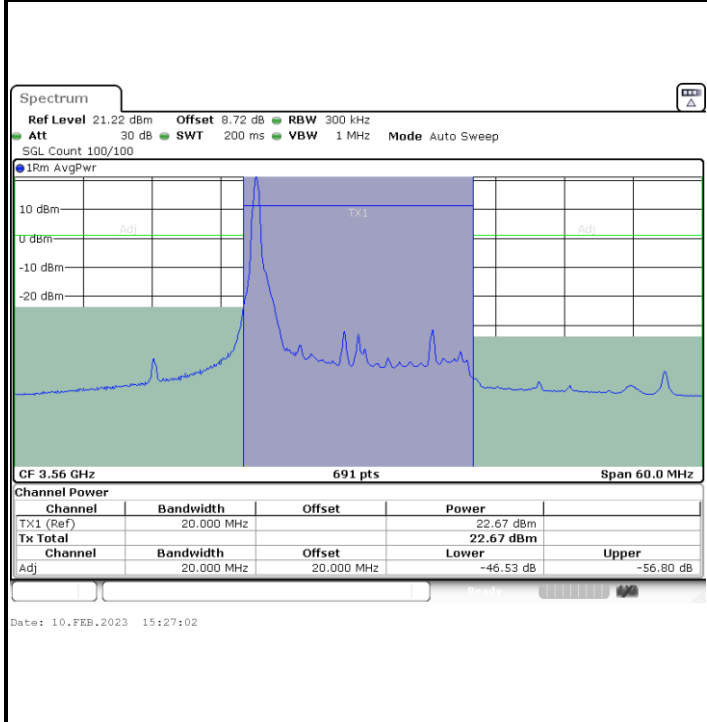 Spectrum
Ref Level 21.22 dBm Offset 8.72 dB RBW 300 kHz
Att 30 dB SWT 200 ms VBW 1 MHz Mode Auto Sweep
SGL Count 100/100
1Rm AvgPwr
10 dBm
TX1
Adj
Adj
0 dBm
-10 dBm
-20 dBm
CF 3.56 GHz 691 pts Span 60.0 MHz
Channel Power
Channel Bandwidth Offset Power
TX1 (Ref) 20.000 MHz 22.67 dBm
Tx Total 22.67 dBm
Channel Bandwidth Offset Lower Upper
Adj 20.000 MHz 20.000 MHz -46.53 dB -56.80 dB
Ready
Date: 10.FEB.2023 15:27:02